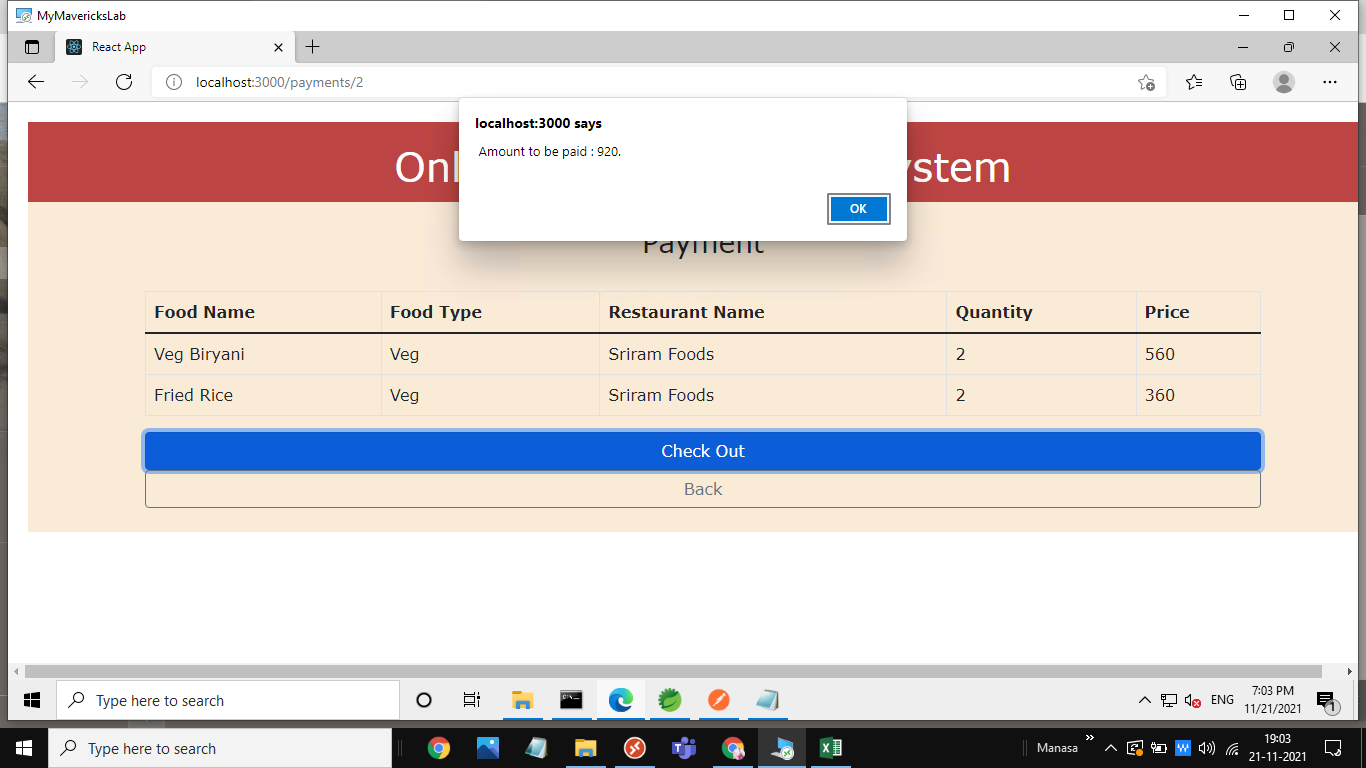 MyMavericksLab
React App
localhost:3000/payments/2
localhost:3000 says
Amount to be paid : 920.
OK
Payment
Food Name Food Type Restaurant Name Quantity Price
Veg Biryani Veg Sriram Foods 2 560
Fried Rice Veg Sriram Foods 2 360
Check Out
Back
Type here to search
ENG
7:03 PM
11/21/2021
1
Type here to search
Manasa
19:03
21-11-2021